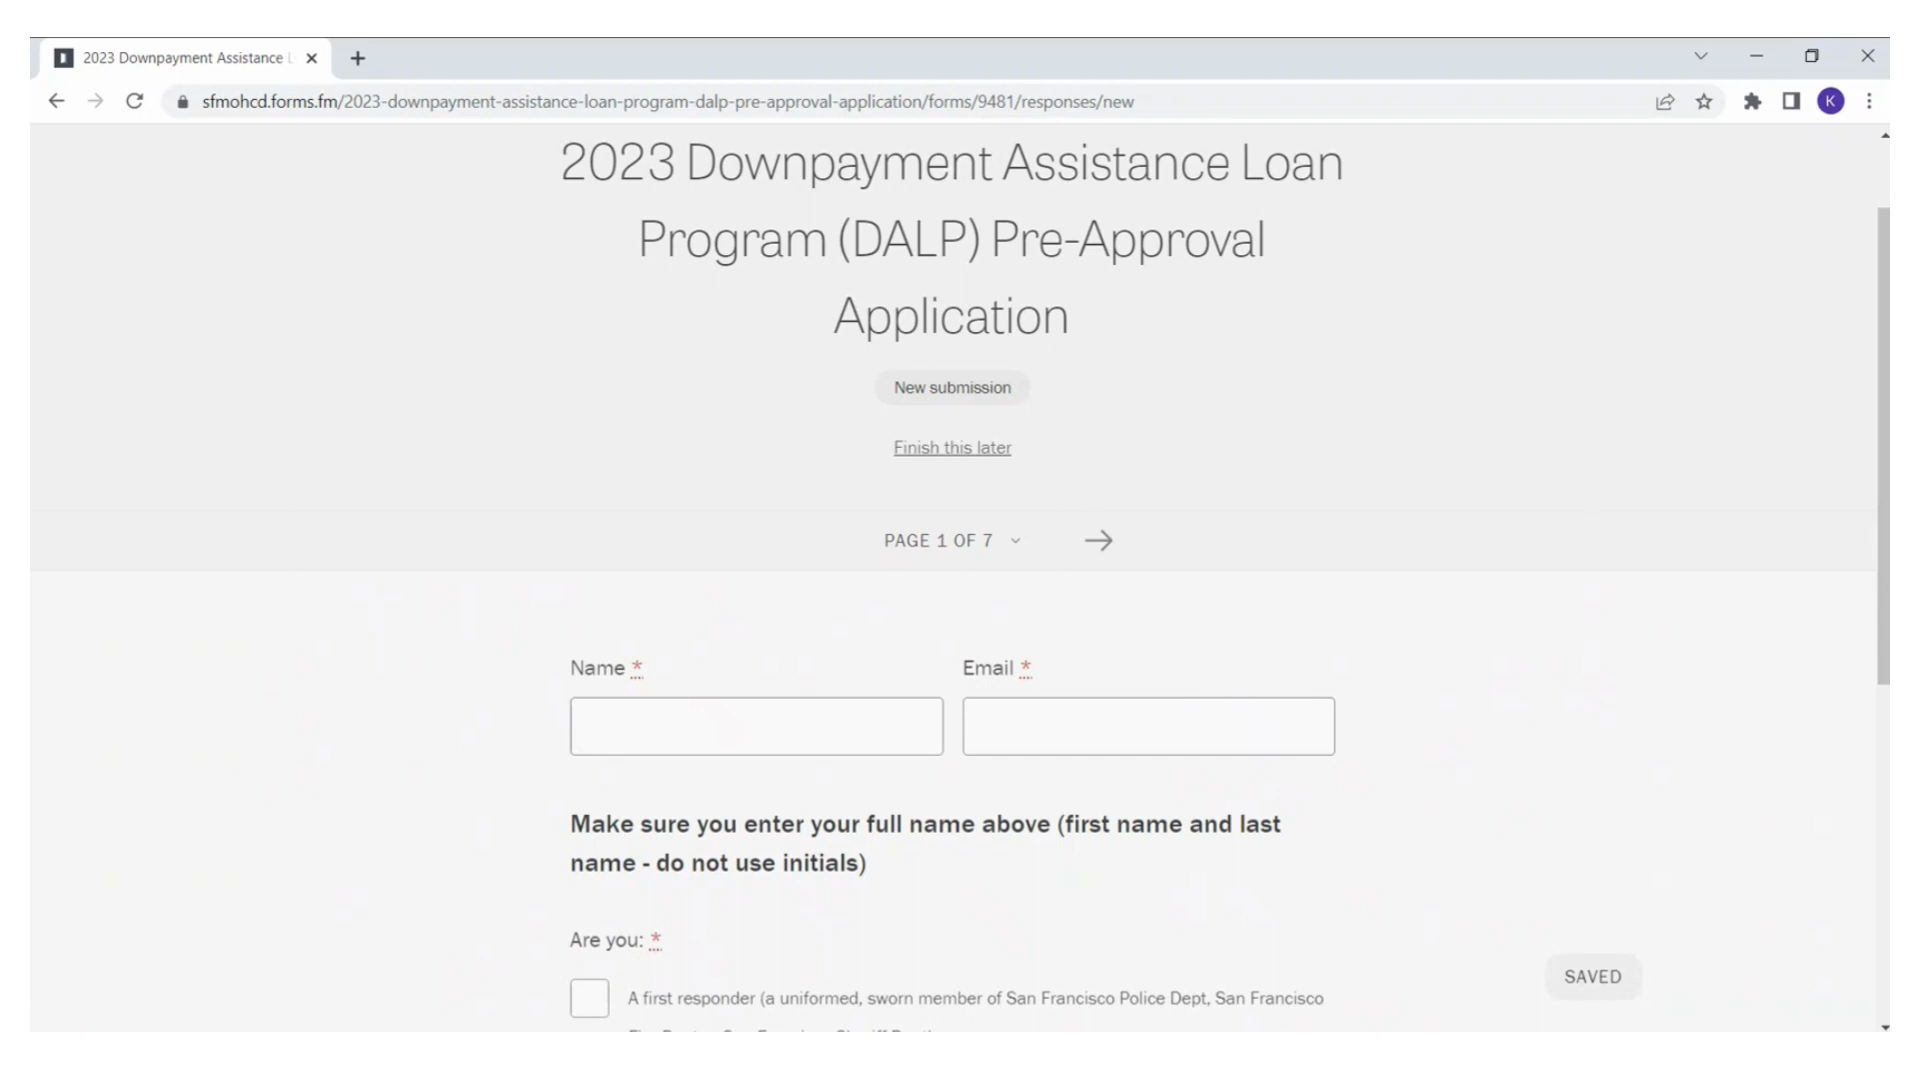 2023 Downpayment Assistance L
sfmohcd.forms.fm/2023-downpayment-assistance-loan-program-dalp-pre-approval-application/forms/9481/responses/new
K
2023 Downpayment Assistance Loan
Program (DALP) Pre-Approval
Application
New submission
Finish this later
PAGE 1 OF 7
Name *
Email *
Make sure you enter your full name above (first name and last
name - do not use initials)
Are you: *
A first responder (a uniformed, sworn member of San Francisco Police Dept, San Francisco
SAVED